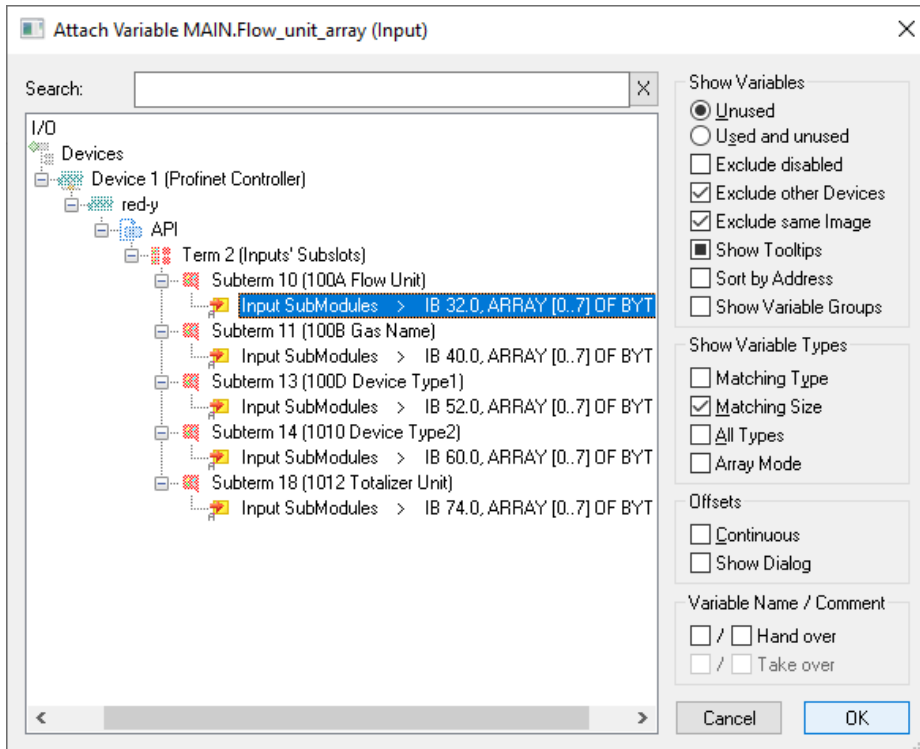 Attach Variable MAIN.Flow_unit_array (Input)
Search:
I/O
Devices
Device 1 (Profinet Controller)
red-y
API
Term 2 (Inputs' Subslots)
Subterm 10 (100A Flow Unit)
Input SubModules > IB 32.0, ARRAY [0..7] OF BYT
Subterm 11 (100B Gas Name)
Input SubModules > IB 40.0, ARRAY [0..7] OF BYT
Subterm 13 (100D Device Type1)
Input SubModules > IB 52.0, ARRAY [0..7] OF BYT
Subterm 14 (1010 Device Type2)
Input SubModules > IB 60.0, ARRAY [0..7] OF BYT
Subterm 18 (1012 Totalizer Unit)
Input SubModules > IB 74.0, ARRAY [0..7] OF BYT
Show Variables
Unused
Used and unused
Exclude disabled
Exclude other Devices
Exclude same Image
Show Tooltips
Sort by Address
Show Variable Groups
Show Variable Types
Matching Type
Matching Size
All Types
Array Mode
Offsets
Continuous
Show Dialog
Variable Name / Comment
/ Hand over
/ Take over
Cancel
OK